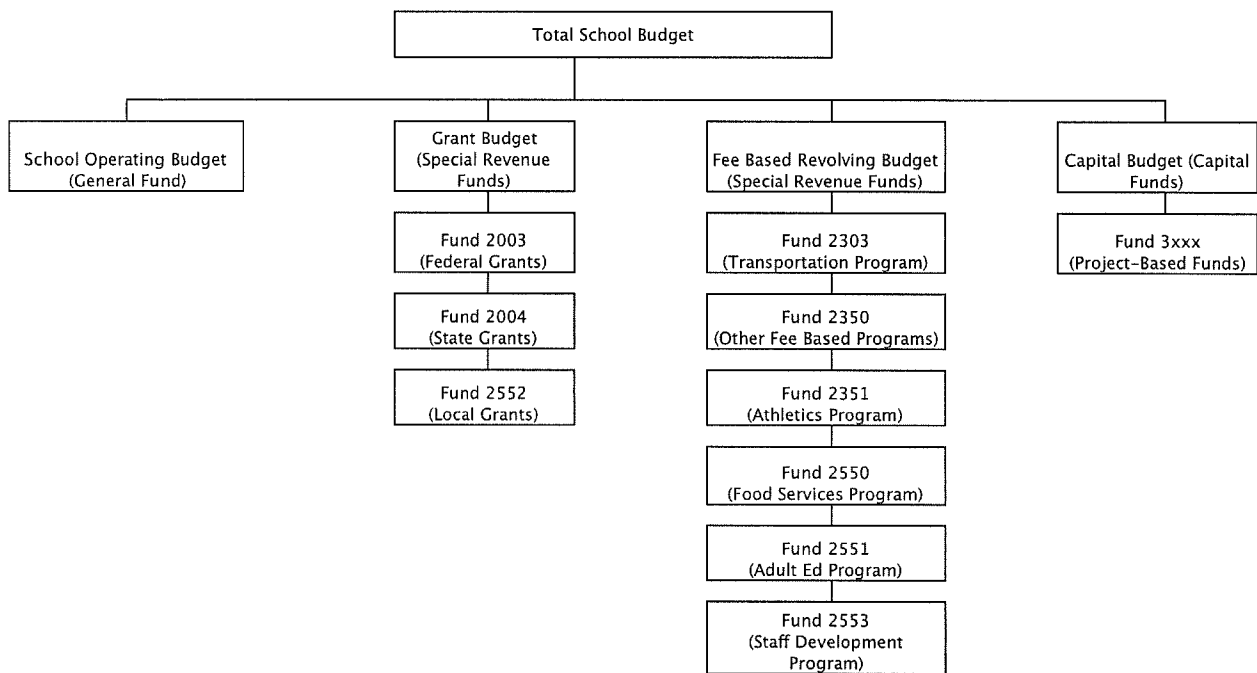 Total School Budget
School Operating Budget
(General Fund)
Grant Budget
(Special Revenue
Funds)
Fund 2003
(Federal Grants)
Fund 2004
(State Grants)
Fund 2552
(Local Grants)
Fee Based Revolving Budget
(Special Revenue Funds)
Fund 2303
(Transportation Program)
Fund 2350
(Other Fee Based Programs)
Fund 2351
(Athletics Program)
Fund 2550
(Food Services Program)
Fund 2551
(Adult Ed Program)
Fund 2553
(Staff Development
Program)
Capital Budget (Capital
Funds)
Fund 3xxx
(Project-Based Funds)